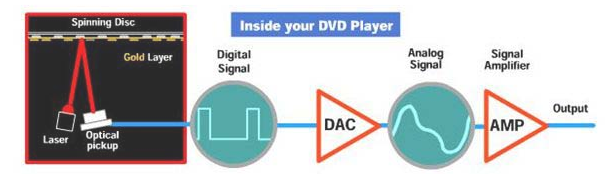 Spinning Disc
Inside your DVD Player
Gold Layer
Laser
Optical
pickup
Digital
Signal
DAC
Analog
Signal
Signal
Amplifier
AMP
Output